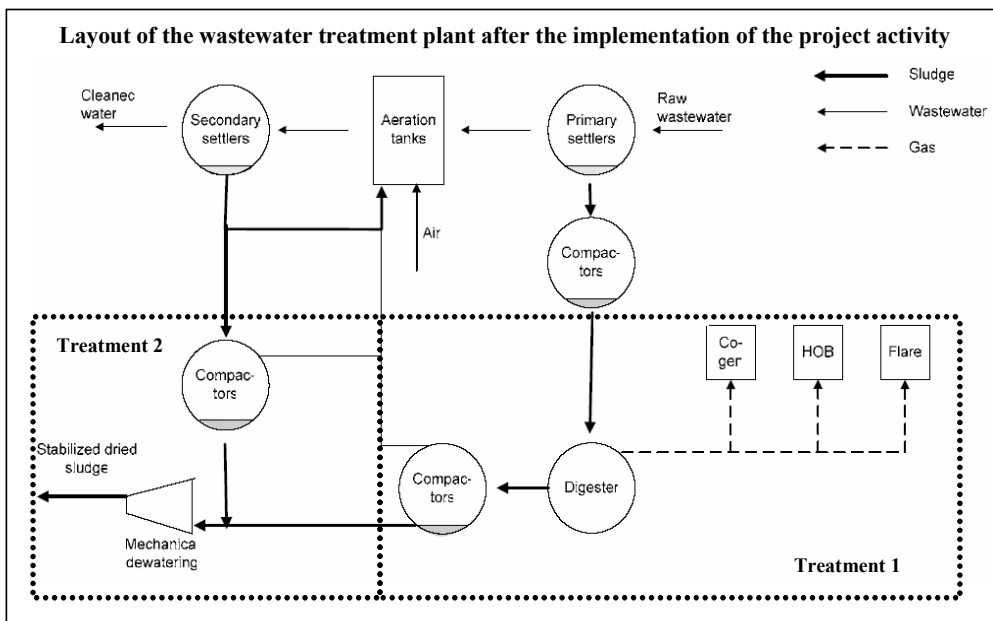 Layout of the wastewater treatment plant after the implementation of the project activity
Cleanec
water
Secondary
settlers
Aeration
tanks
Primary
settlers
Raw
wastewater
Sludge
Wastewater
Gas
Air
Compac-
tors
Treatment 2
Compac-
tors
Co-
gen
HOB
Flare
Stabilized dried
sludge
Compac-
tors
Digester
Mechanica
dewatering
Treatment 1